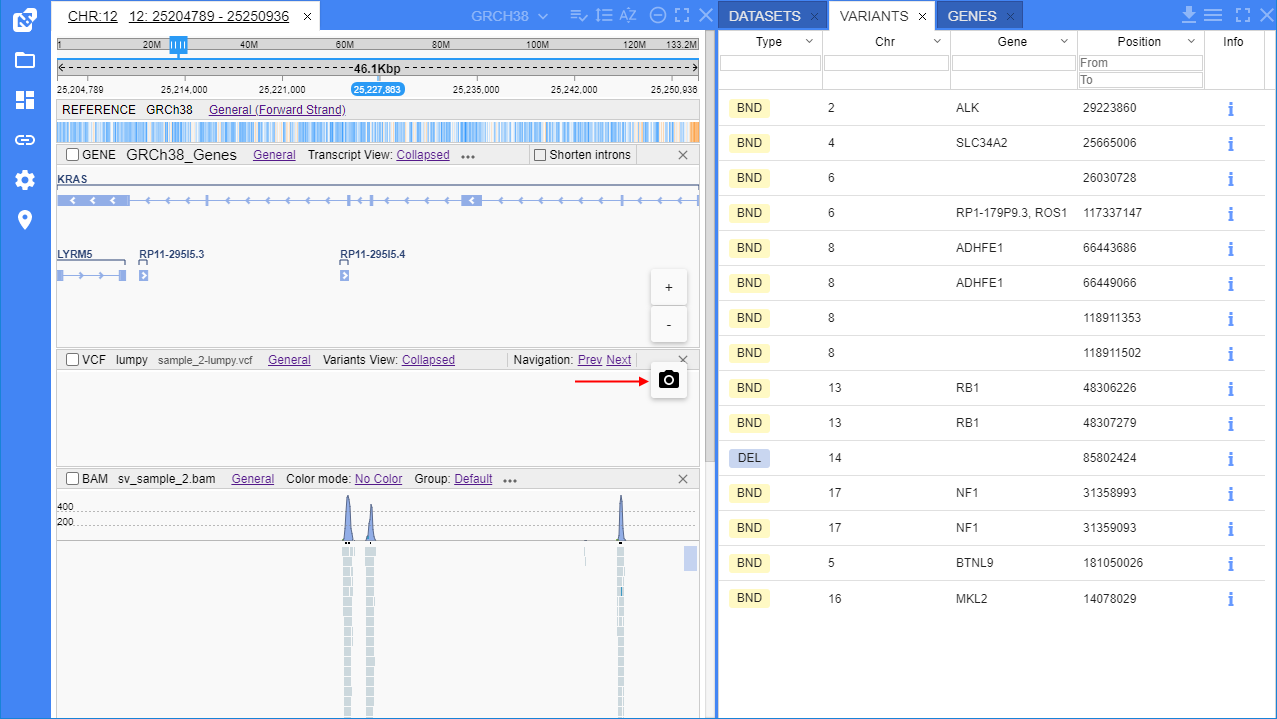 CHR:12 12: 25204789 - 25250936 × GRCH38
1 20M 40M 60M 80M 100M 120M 133.2M
46.1Kbp
25,204,789 25,214,000 25,221,000 25,227,863 25,235,000 25,242,000 25,250,936
REFERENCE GRCh38 General (Forward Strand)
GENE GRCh38_Genes General Transcript View: Collapsed ••• Shorten introns
KRAS
LYRM5 RP11-295I5.3 RP11-295I5.4
+
-
VCF lumpy sample_2-lumpy.vcf General Variants View: Collapsed Navigation: Prev Next
BAM sv_sample_2.bam General Color mode: No Color Group: Default •••
400
200
DATASETS × VARIANTS × GENES ×
Type Chr Gene Position Info
From
To
BND 2 ALK 29223860 i
BND 4 SLC34A2 25665006 i
BND 6 26030728 i
BND 6 RP1-179P9.3, ROS1 117337147 i
BND 8 ADHFE1 66443686 i
BND 8 ADHFE1 66449066 i
BND 8 118911353 i
BND 8 118911502 i
BND 13 RB1 48306226 i
BND 13 RB1 48307279 i
DEL 14 85802424 i
BND 17 NF1 31358993 i
BND 17 NF1 31359093 i
BND 5 BTNL9 181050026 i
BND 16 MKL2 14078029 i